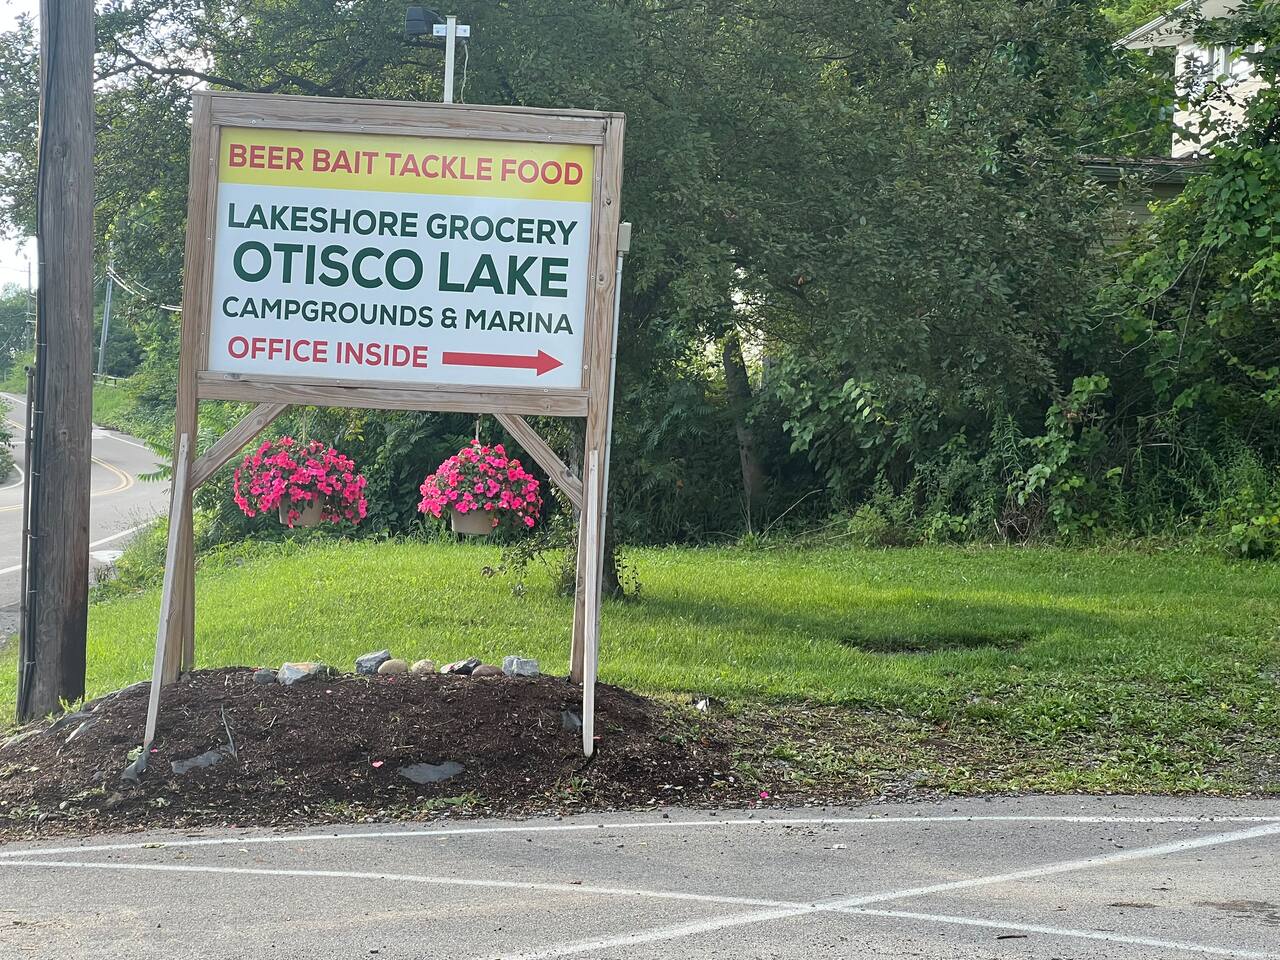 BEER BAIT TACKLE FOOD
LAKESHORE GROCERY
OTISCO LAKE
CAMPGROUNDS & MARINA
OFFICE INSIDE